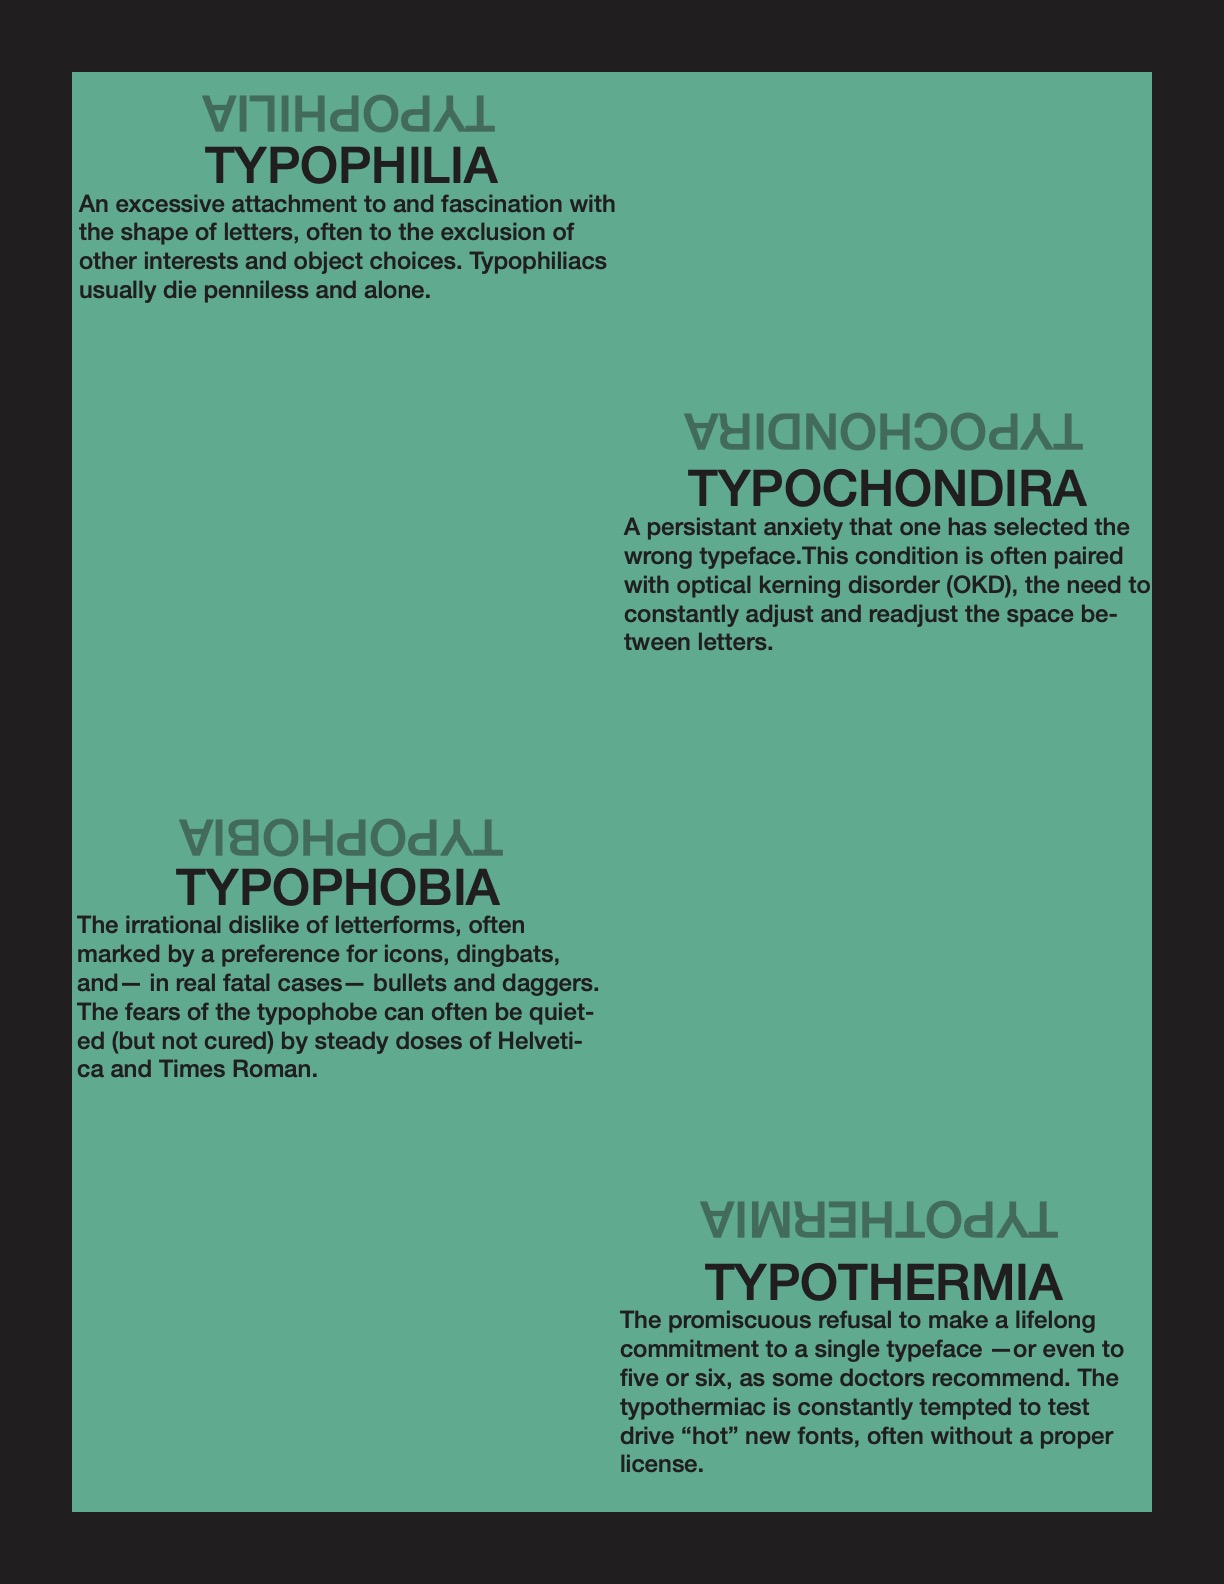 TYPOPHILIA
TYPOPHILIA
An excessive attachment to and fascination with
the shape of letters, often to the exclusion of
other interests and object choices. Typophiliacs
usually die penniless and alone.
TYPOCHONDIRA
TYPOCHONDIRA
A persistant anxiety that one has selected the
wrong typeface.This condition is often paired
with optical kerning disorder (OKD), the need to
constantly adjust and readjust the space be-
tween letters.
TYPOPHOBIA
TYPOPHOBIA
The irrational dislike of letterforms, often
marked by a preference for icons, dingbats,
and— in real fatal cases— bullets and daggers.
The fears of the typophobe can often be quiet-
ed (but not cured) by steady doses of Helveti-
ca and Times Roman.
TYPOTHERMIA
TYPOTHERMIA
The promiscuous refusal to make a lifelong
commitment to a single typeface —or even to
five or six, as some doctors recommend. The
typothermiac is constantly tempted to test
drive “hot” new fonts, often without a proper
license.